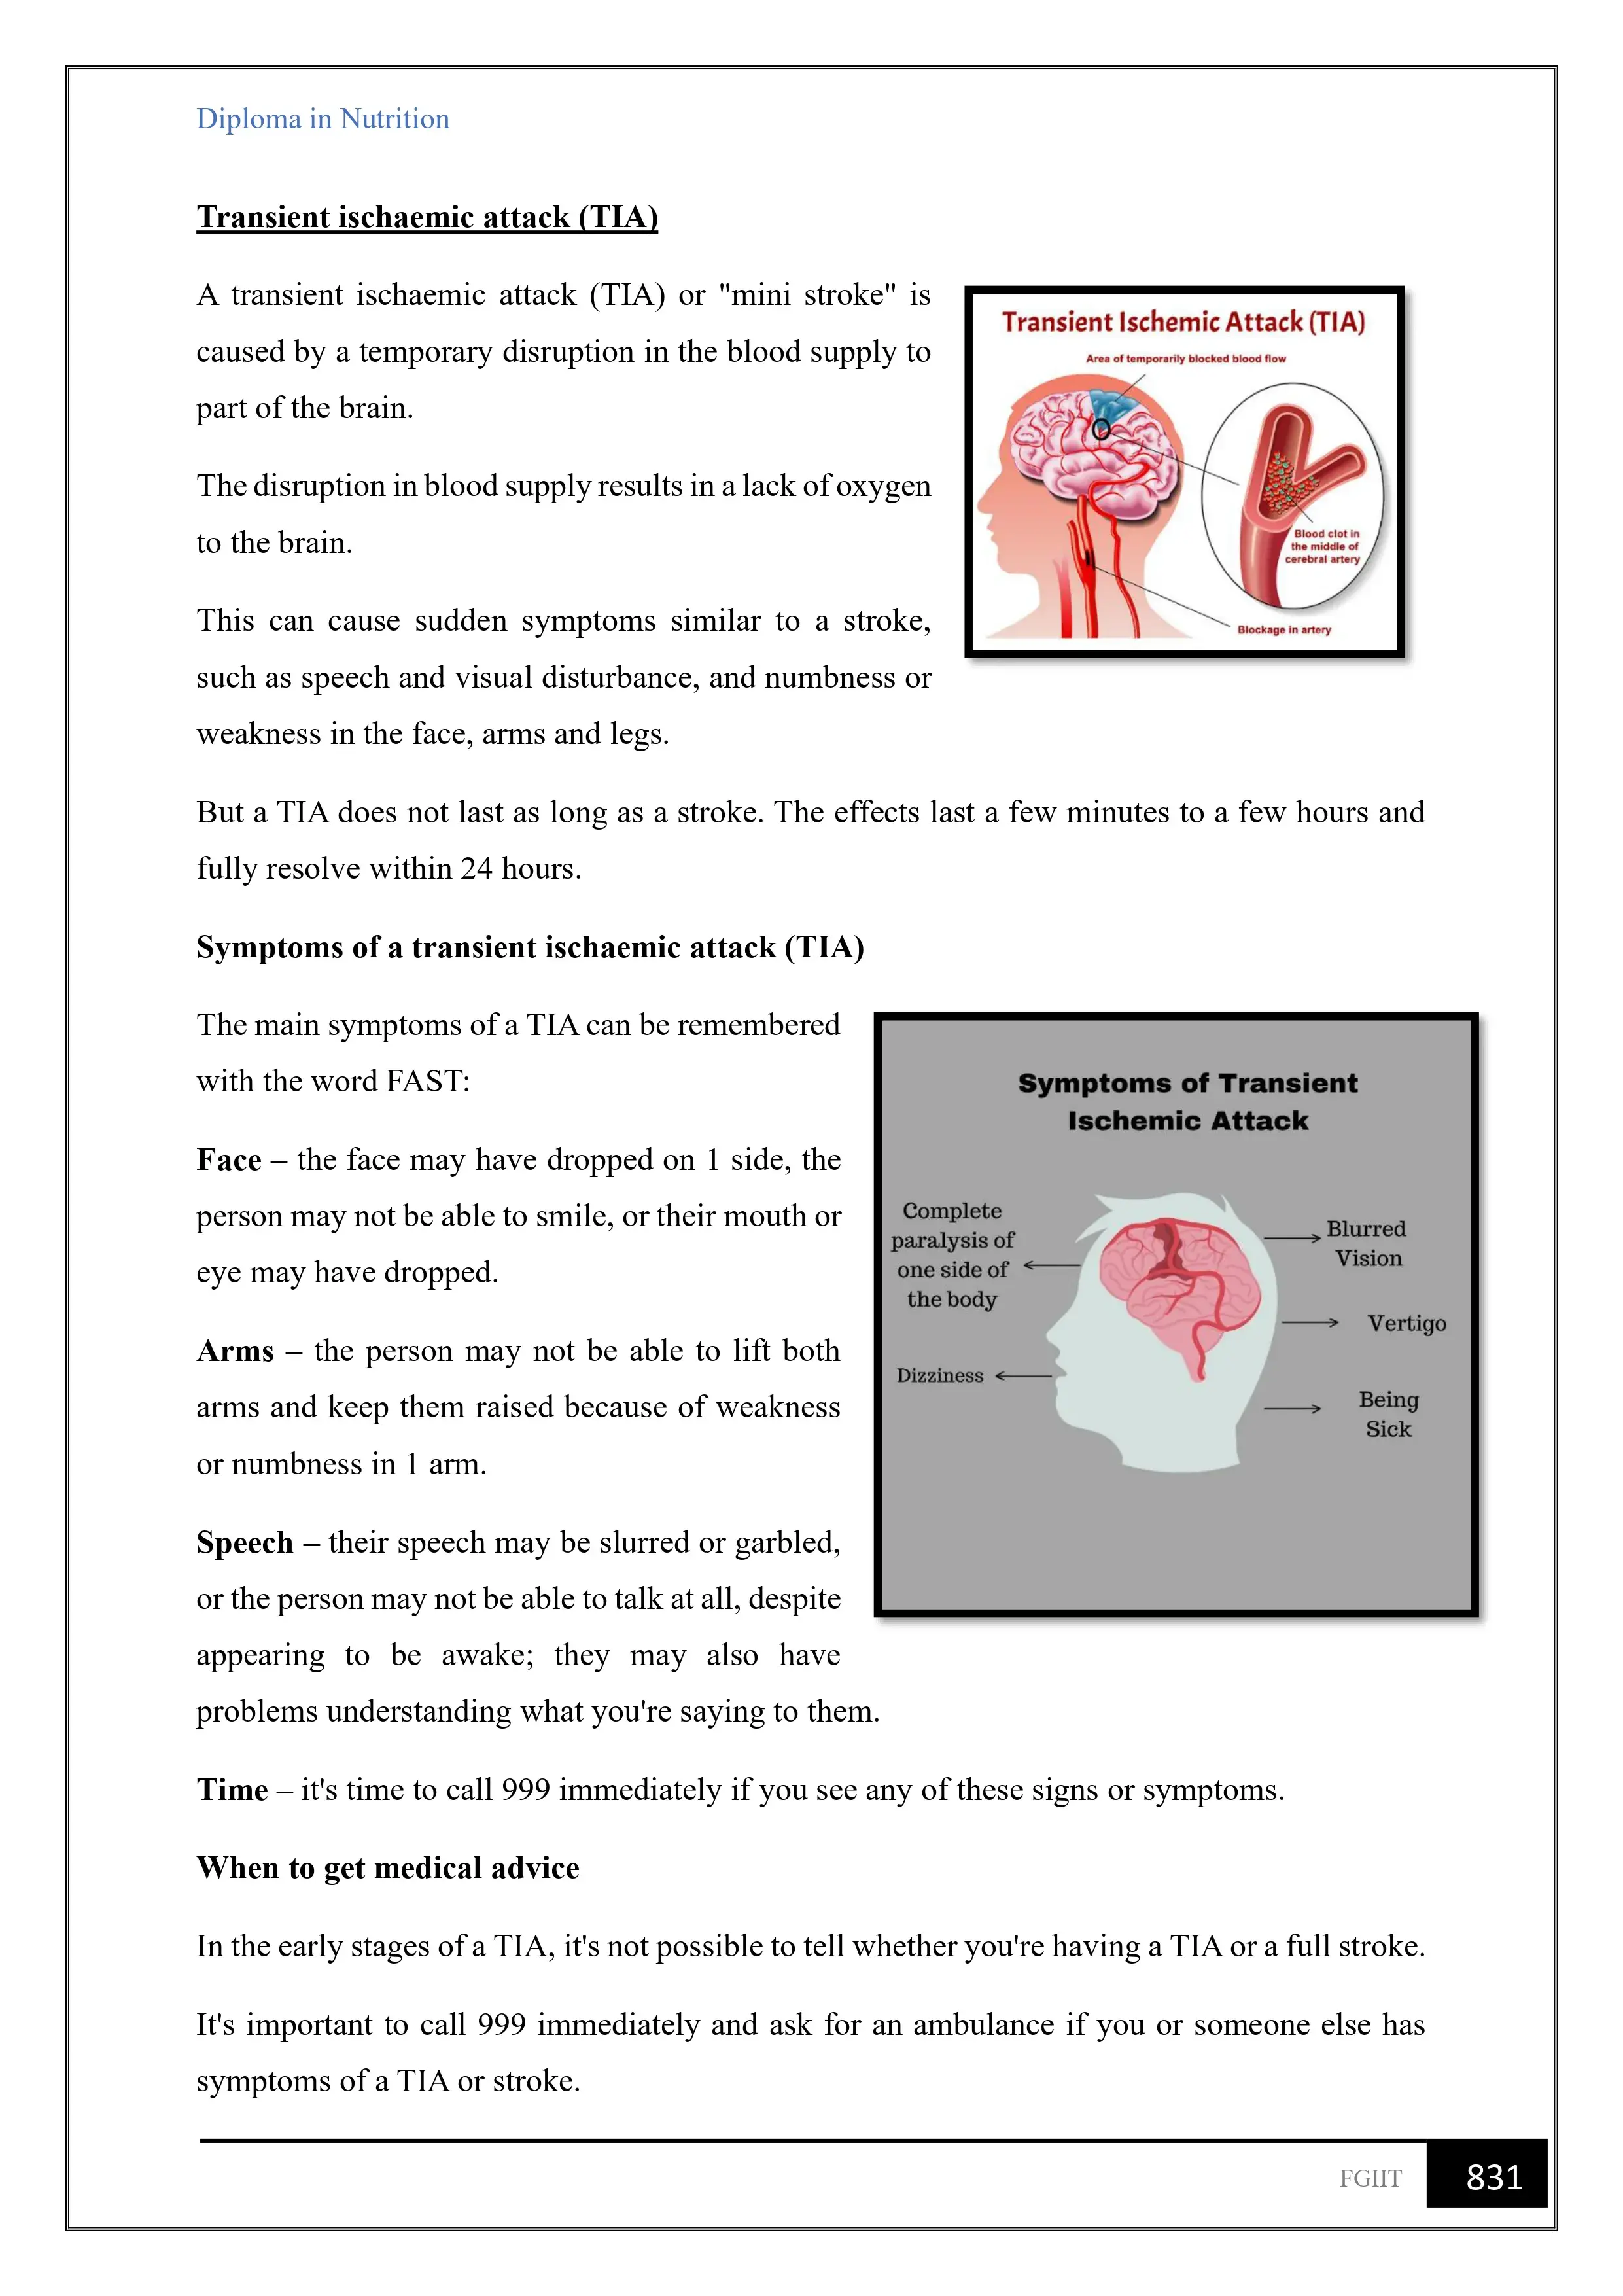 Diploma in Nutrition
Transient ischaemic attack (TIA)
A transient ischaemic attack (TIA) or "mini stroke" is
caused by a temporary disruption in the blood supply to
part of the brain.
The disruption in blood supply results in a lack of oxygen
to the brain.
This can cause sudden symptoms similar to a stroke,
such as speech and visual disturbance, and numbness or
weakness in the face, arms and legs.
Transient Ischemic Attack (TIA)
Area of temporarily blocked blood flow
Blood clot in
the middle of
cerebral artery
Blockage in artery
But a TIA does not last as long as a stroke. The effects last a few minutes to a few hours and
fully resolve within 24 hours.
Symptoms of a transient ischaemic attack (TIA)
The main symptoms of a TIA can be remembered
with the word FAST:
Face – the face may have dropped on 1 side, the
person may not be able to smile, or their mouth or
eye may have dropped.
Arms – the person may not be able to lift both
arms and keep them raised because of weakness
or numbness in 1 arm.
Speech – their speech may be slurred or garbled,
or the person may not be able to talk at all, despite
appearing to be awake; they may also have
problems understanding what you're saying to them.
Symptoms of Transient
Ischemic Attack
Complete
paralysis of
one side of
the body
Dizziness
Blurred
Vision
Vertigo
Being
Sick
Time – it's time to call 999 immediately if you see any of these signs or symptoms.
When to get medical advice
In the early stages of a TIA, it's not possible to tell whether you're having a TIA or a full stroke.
It's important to call 999 immediately and ask for an ambulance if you or someone else has
symptoms of a TIA or stroke.
FGIIT
831